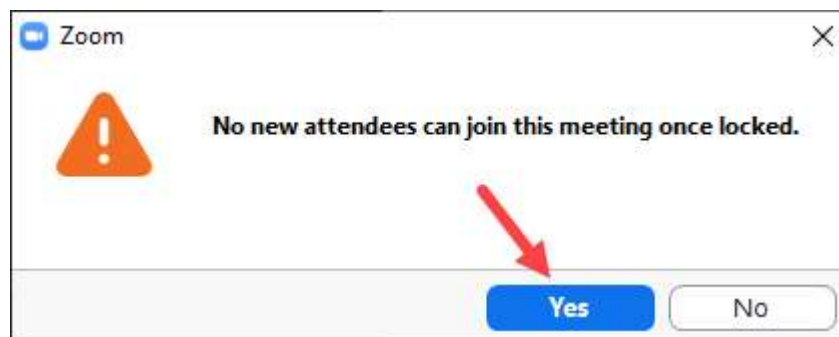 Zoom
No new attendees can join this meeting once locked.
Yes
No